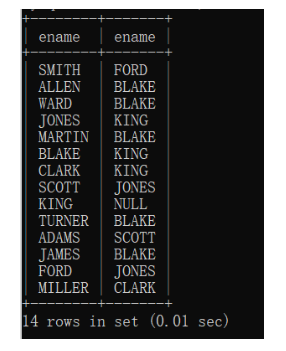 +--------+-------+
| ename | ename |
+--------+-------+
| SMITH | FORD |
| ALLEN | BLAKE |
| WARD | BLAKE |
| JONES | KING |
| MARTIN | BLAKE |
| BLAKE | KING |
| CLARK | KING |
| SCOTT | JONES |
| KING | NULL |
| TURNER | BLAKE |
| ADAMS | SCOTT |
| JAMES | BLAKE |
| FORD | JONES |
| MILLER | CLARK |
+--------+-------+
14 rows in set (0.01 sec)